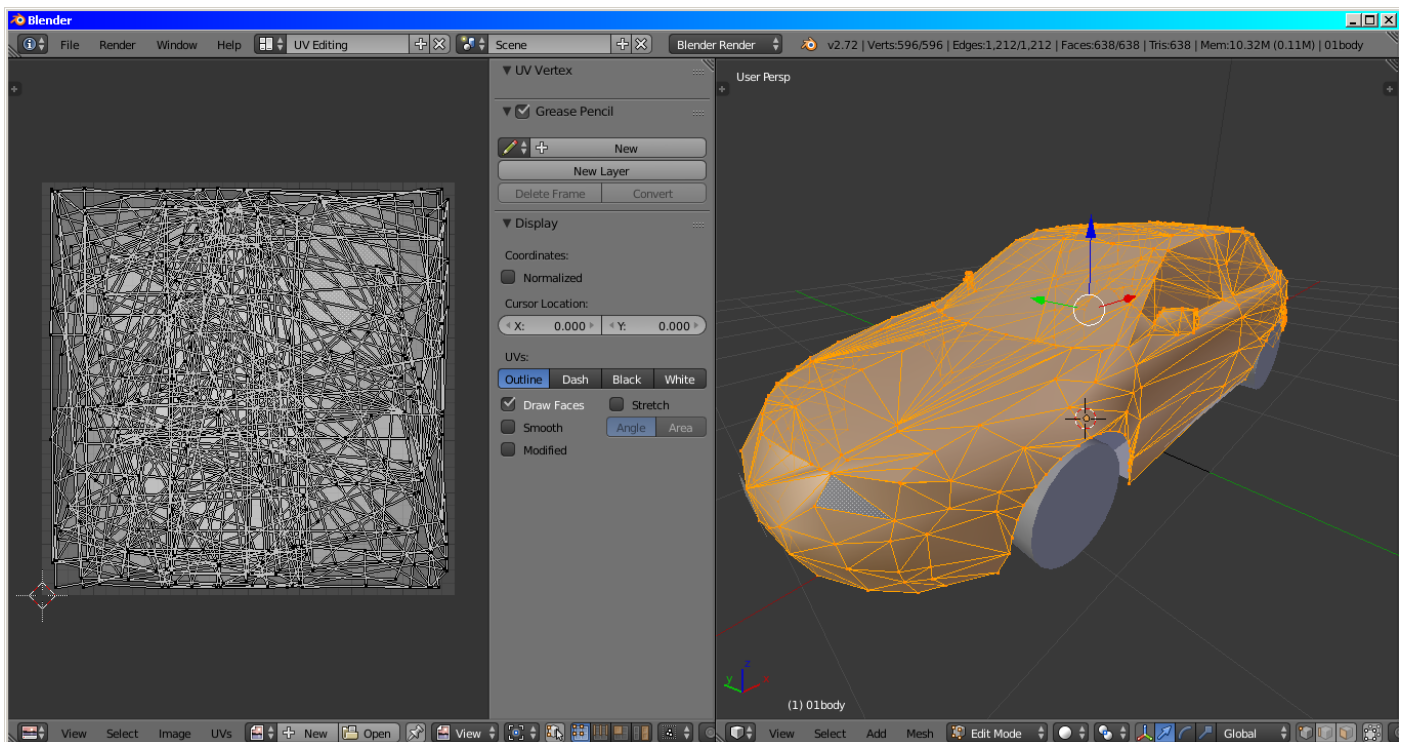 Blender
File Render Window Help UV Editing Scene Blender Render v2.72 | Verts:596/596 | Edges:1,212/1,212 | Faces:638/638 | Tris:638 | Mem:10.32M (0.11M) | 01body
UV Vertex
Grease Pencil
New
New Layer
Delete Frame Convert
Display
Coordinates:
Normalized
Cursor Location:
X: 0.000 Y: 0.000
UVs:
Outline Dash Black White
Draw Faces Stretch
Smooth Angle Area
Modified
User Persp
z
y x
(1) 01body
View Select Image UVs New Open View
View Select Add Mesh Edit Mode Global